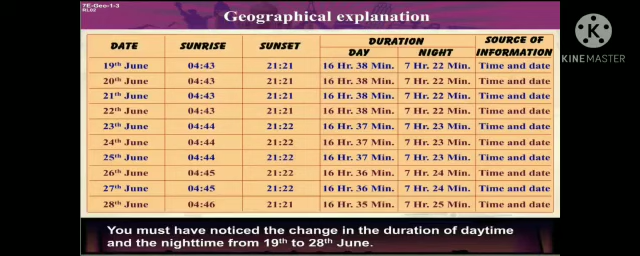 7E-Geo-1-3
RL02
Geographical explanation
KINEMASTER
DATE SUNRISE SUNSET DURATION SOURCE OF INFORMATION
DAY NIGHT
19th June 04:43 21:21 16 Hr. 38 Min. 7 Hr. 22 Min. Time and date
20th June 04:43 21:21 16 Hr. 38 Min. 7 Hr. 22 Min. Time and date
21th June 04:43 21:21 16 Hr. 38 Min. 7 Hr. 22 Min. Time and date
22th June 04:43 21:21 16 Hr. 38 Min. 7 Hr. 22 Min. Time and date
23th June 04:44 21:22 16 Hr. 37 Min. 7 Hr. 23 Min. Time and date
24th June 04:44 21:22 16 Hr. 37 Min. 7 Hr. 23 Min. Time and date
25th June 04:44 21:22 16 Hr. 37 Min. 7 Hr. 23 Min. Time and date
26th June 04:45 21:22 16 Hr. 36 Min. 7 Hr. 24 Min. Time and date
27th June 04:45 21:22 16 Hr. 36 Min. 7 Hr. 24 Min. Time and date
28th June 04:46 21:21 16 Hr. 35 Min. 7 Hr. 25 Min. Time and date
You must have noticed the change in the duration of daytime
and the nighttime from 19th to 28th June.